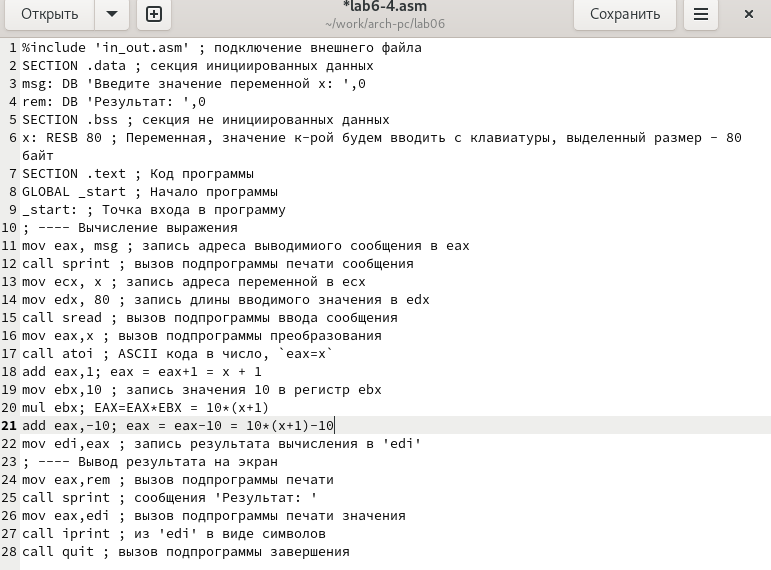 Открыть
*lab6-4.asm
~/work/arch-pc/lab06
Сохранить
1 %include 'in_out.asm' ; подключение внешнего файла
2 SECTION .data ; секция инициированных данных
3 msg: DB 'Введите значение переменной x: ',0
4 rem: DB 'Результат: ',0
5 SECTION .bss ; секция не инициированных данных
6 x: RESB 80 ; Переменная, значение к-рой будем вводить с клавиатуры, выделенный размер - 80
байт
7 SECTION .text ; Код программы
8 GLOBAL _start ; Начало программы
9 _start: ; Точка входа в программу
10 ; ---- Вычисление выражения
11 mov eax, msg ; запись адреса выводимиого сообщения в eax
12 call sprint ; вызов подпрограммы печати сообщения
13 mov ecx, x ; запись адреса переменной в ecx
14 mov edx, 80 ; запись длины вводимого значения в edx
15 call sread ; вызов подпрограммы ввода сообщения
16 mov eax,x ; вызов подпрограммы преобразования
17 call atoi ; ASCII кода в число, `eax=x`
18 add eax,1; eax = eax+1 = x + 1
19 mov ebx,10 ; запись значения 10 в регистр ebx
20 mul ebx; EAX=EAX*EBX = 10*(x+1)
21 add eax,-10; eax = eax-10 = 10*(x+1)-10
22 mov edi,eax ; запись результата вычисления в 'edi'
23 ; ---- Вывод результата на экран
24 mov eax,rem ; вызов подпрограммы печати
25 call sprint ; сообщения 'Результат: '
26 mov eax,edi ; вызов подпрограммы печати значения
27 call iprint ; из 'edi' в виде символов
28 call quit ; вызов подпрограммы завершения